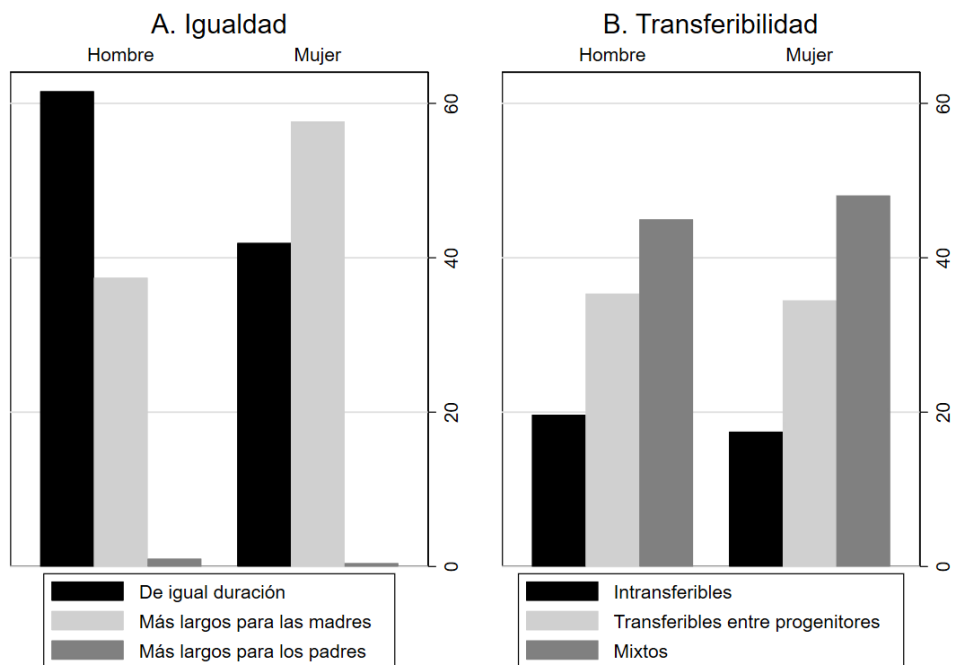 A. Igualdad
Hombre Mujer
60
40
20
0
De igual duración
Más largos para las madres
Más largos para los padres
B. Transferibilidad
Hombre Mujer
60
40
20
0
Intransferibles
Transferibles entre progenitores
Mixtos